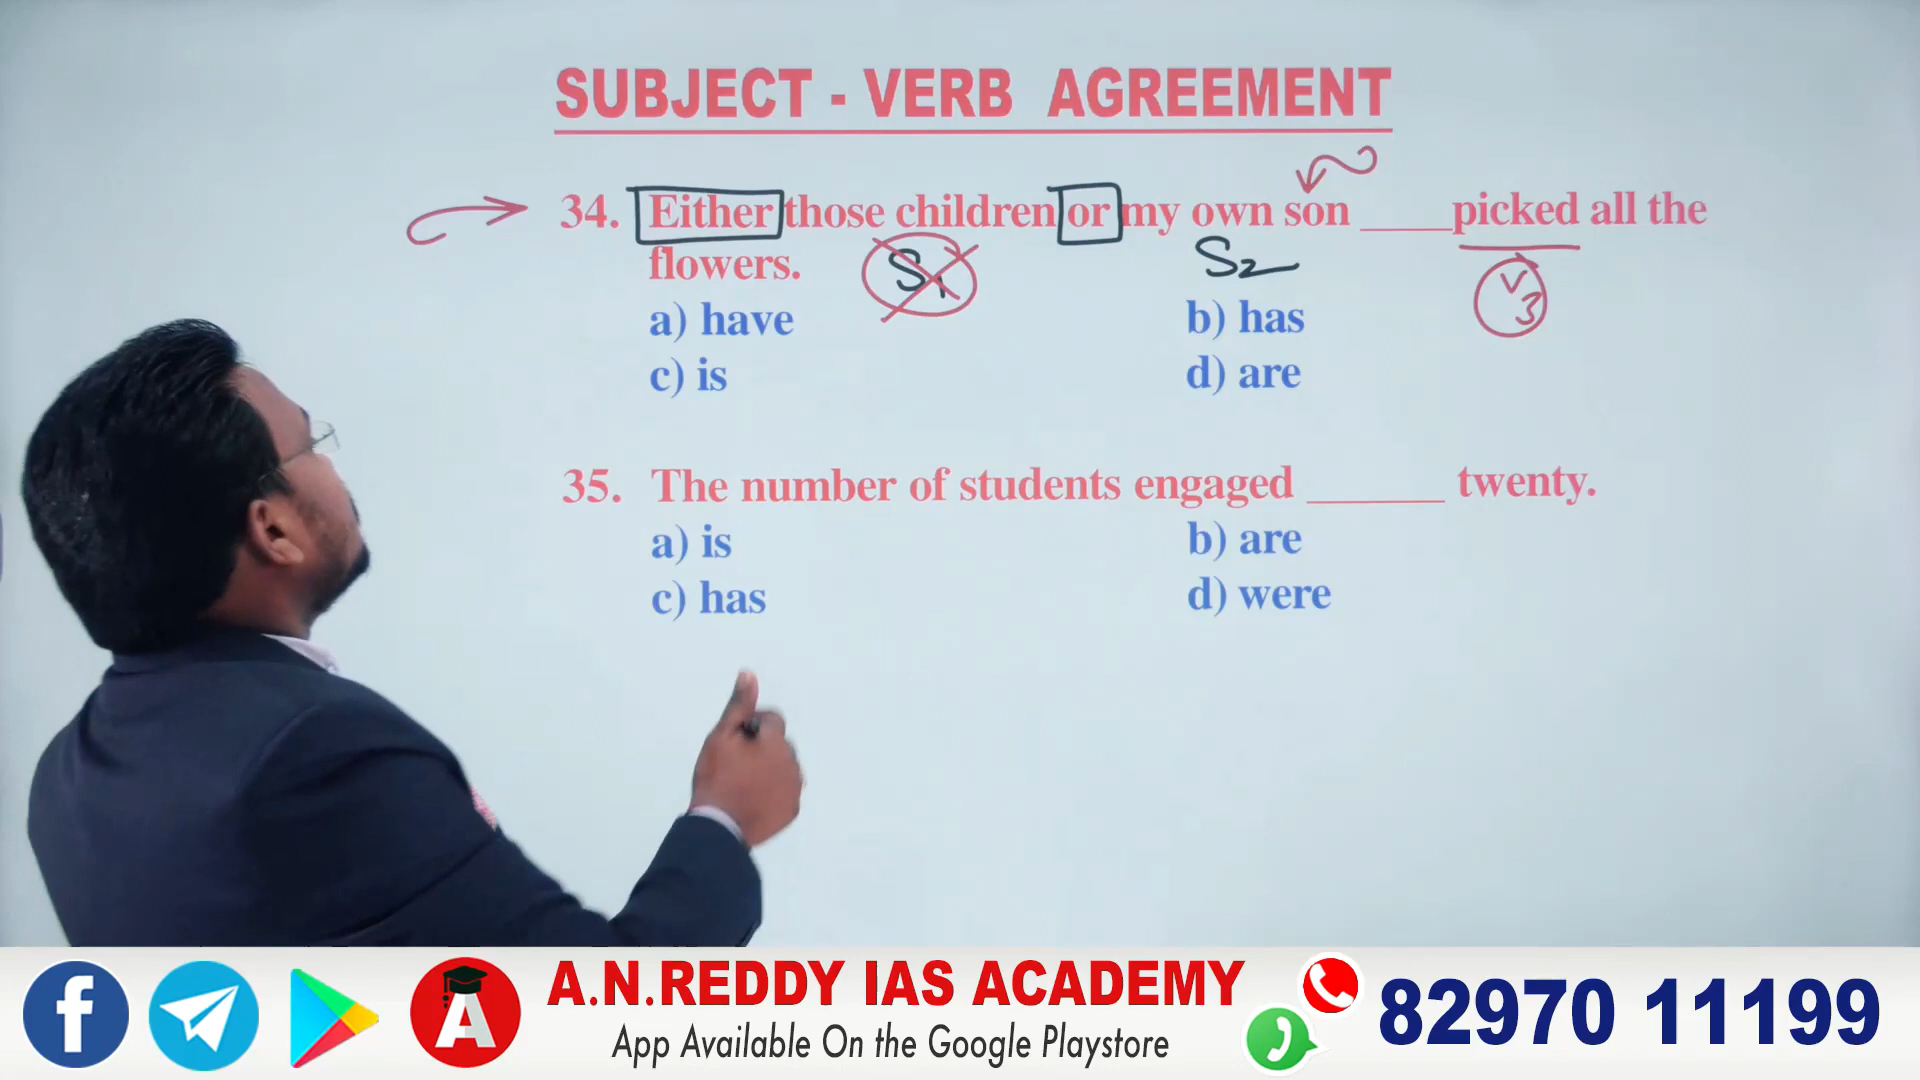 SUBJECT - VERB AGREEMENT
34. Either those children or my own son ____picked all the
flowers.
S1
S2
V3
a) have
b) has
c) is
d) are
35. The number of students engaged ______ twenty.
a) is
b) are
c) has
d) were
f
A
A.N.REDDY IAS ACADEMY
App Available On the Google Playstore
82970 11199